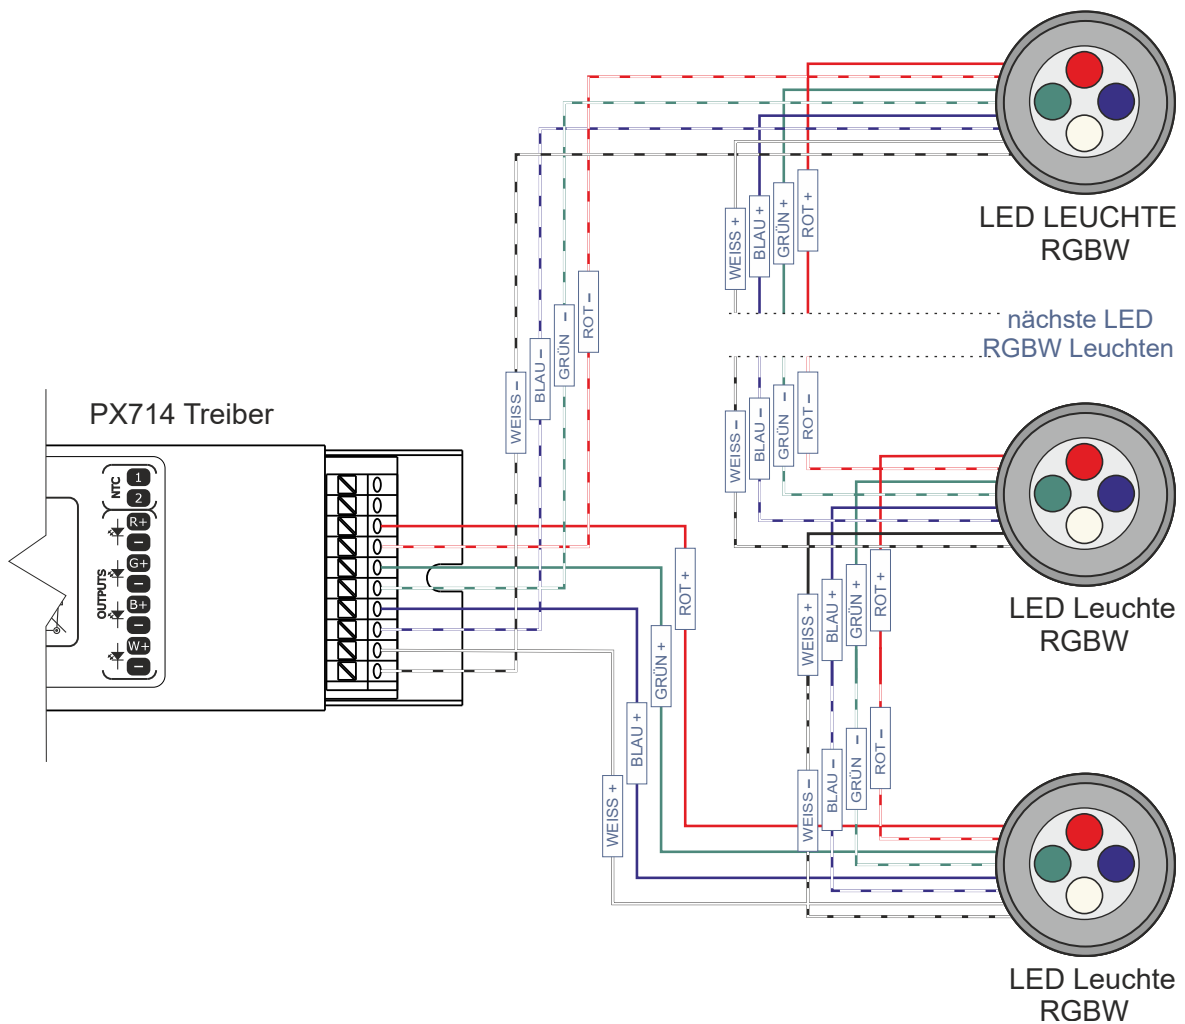 LED LEUCHTE
RGBW
WEISS +
BLAU +
GRÜN +
ROT +
nächste LED
RGBW Leuchten
WEISS –
BLAU –
GRÜN –
ROT –
PX714 Treiber
NTC
1
2
OUTPUTS
R+
–
G+
–
B+
–
W+
–
WEISS –
BLAU –
GRÜN –
ROT –
LED Leuchte
RGBW
WEISS +
BLAU +
GRÜN +
ROT +
WEISS +
BLAU +
GRÜN +
ROT +
WEISS –
BLAU –
GRÜN –
ROT –
LED Leuchte
RGBW